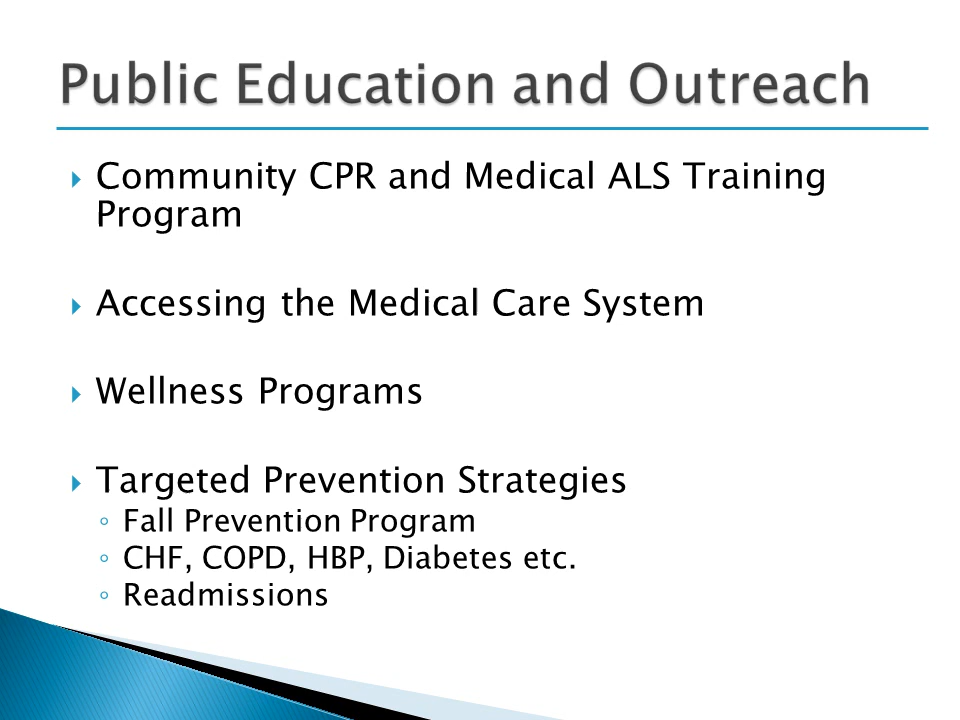 Public Education and Outreach
Community CPR and Medical ALS Training
Program
Accessing the Medical Care System
Wellness Programs
Targeted Prevention Strategies
Fall Prevention Program
CHF, COPD, HBP, Diabetes etc.
Readmissions